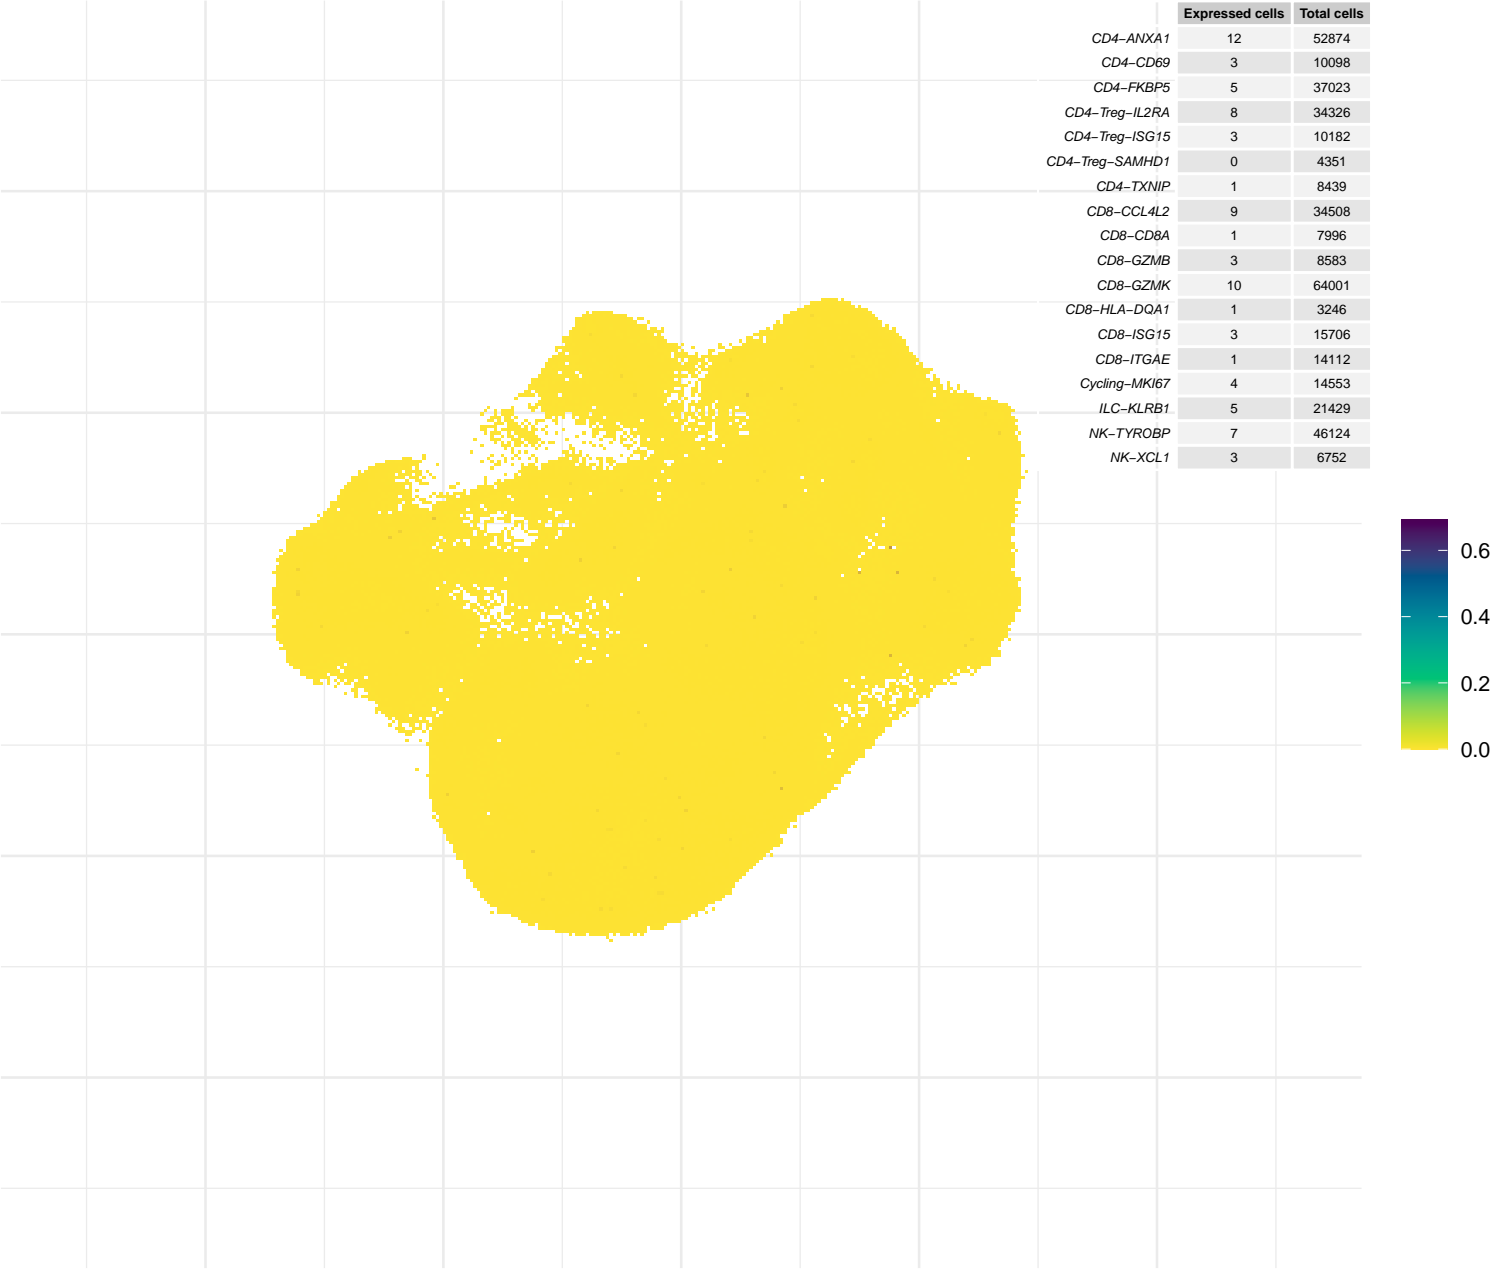 Expressed cells Total cells
CD4−ANXA1 12 52874
CD4−CD69 3 10098
CD4−FKBP5 5 37023
CD4−Treg−IL2RA 8 34326
CD4−Treg−ISG15 3 10182
CD4−Treg−SAMHD1 0 4351
CD4−TXNIP 1 8439
CD8−CCL4L2 9 34508
CD8−CD8A 1 7996
CD8−GZMB 3 8583
CD8−GZMK 10 64001
CD8−HLA−DQA1 1 3246
CD8−ISG15 3 15706
CD8−ITGAE 1 14112
Cycling−MKI67 4 14553
ILC−KLRB1 5 21429
NK−TYROBP 7 46124
NK−XCL1 3 6752
0.6
0.4
0.2
0.0